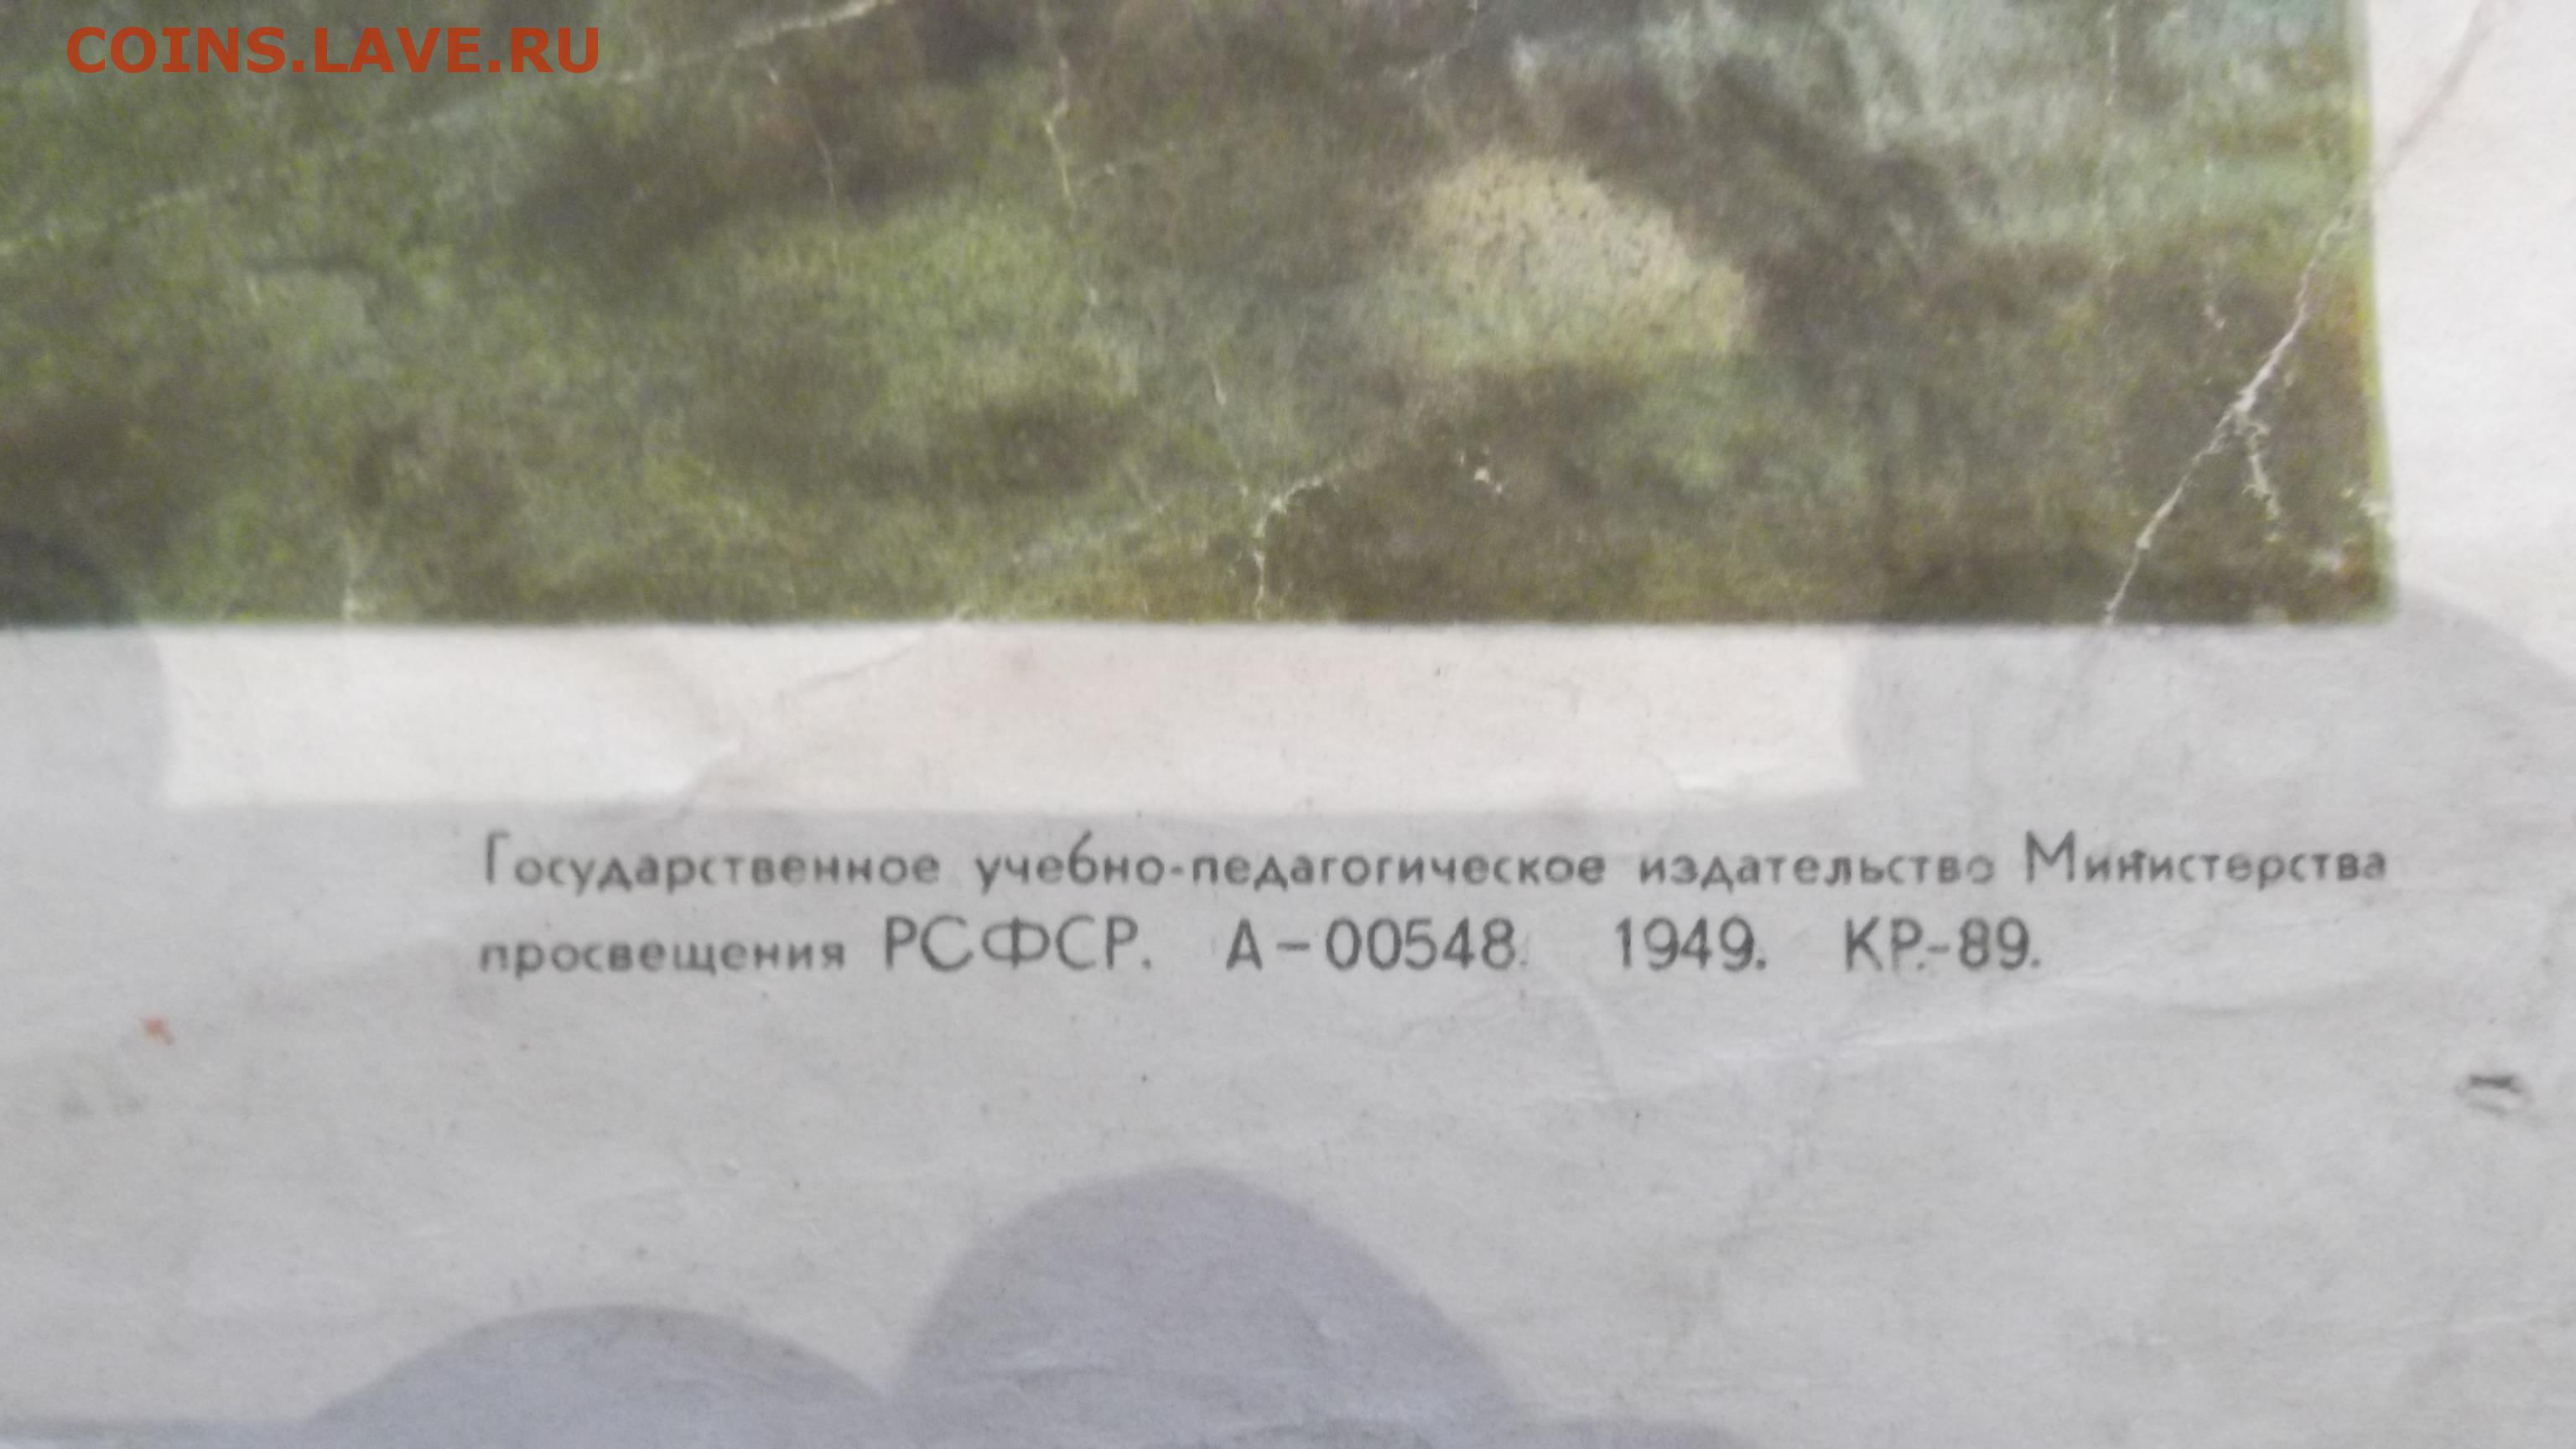 COINS.LAVE.RU
Государственное учебно-педагогическое издательство Министерства
просвещения РСФСР. А-00548. 1949. КР.-89.